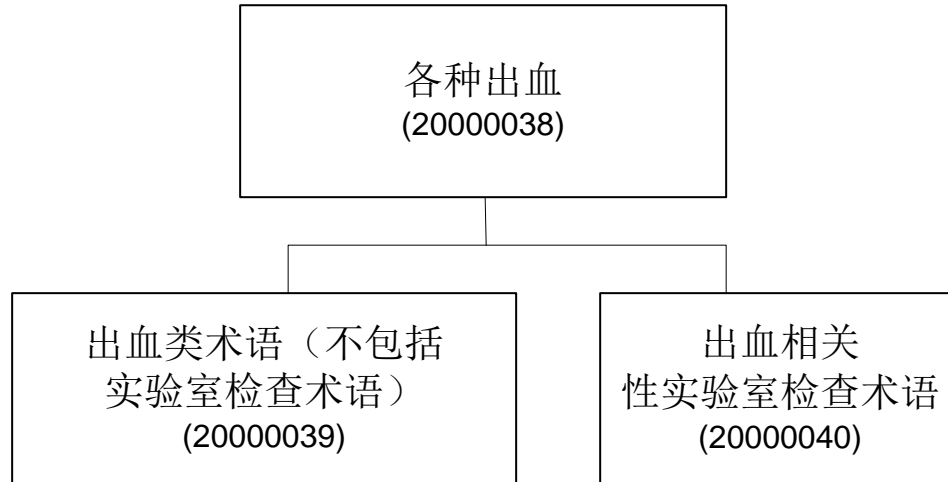 各种出血
(20000038)
出血类术语（不包括
实验室检查术语）
(20000039)
出血相关
性实验室检查术语
(20000040)